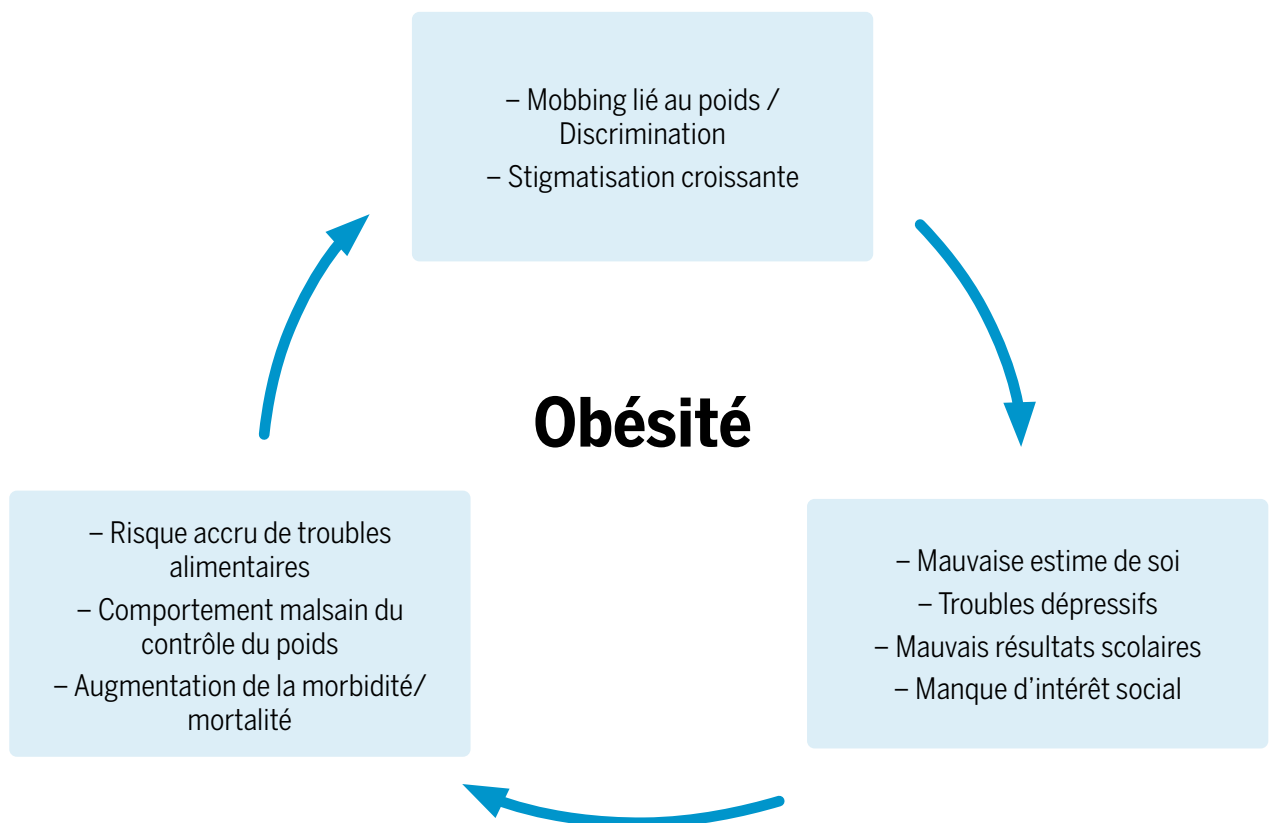 – Mobbing lié au poids /
Discrimination
– Stigmatisation croissante
Obésité
– Risque accru de troubles
alimentaires
– Comportement malsain du
contrôle du poids
– Augmentation de la morbidité/
mortalité
– Mauvaise estime de soi
– Troubles dépressifs
– Mauvais résultats scolaires
– Manque d’intérêt social